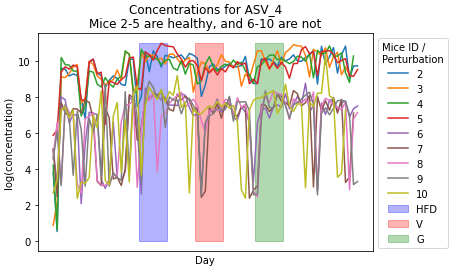 Concentrations for ASV_4
Mice 2-5 are healthy, and 6-10 are not
log(concentration)
10
8
6
4
2
0
Day
Mice ID /
Perturbation
2
3
4
5
6
7
8
9
10
HFD
V
G